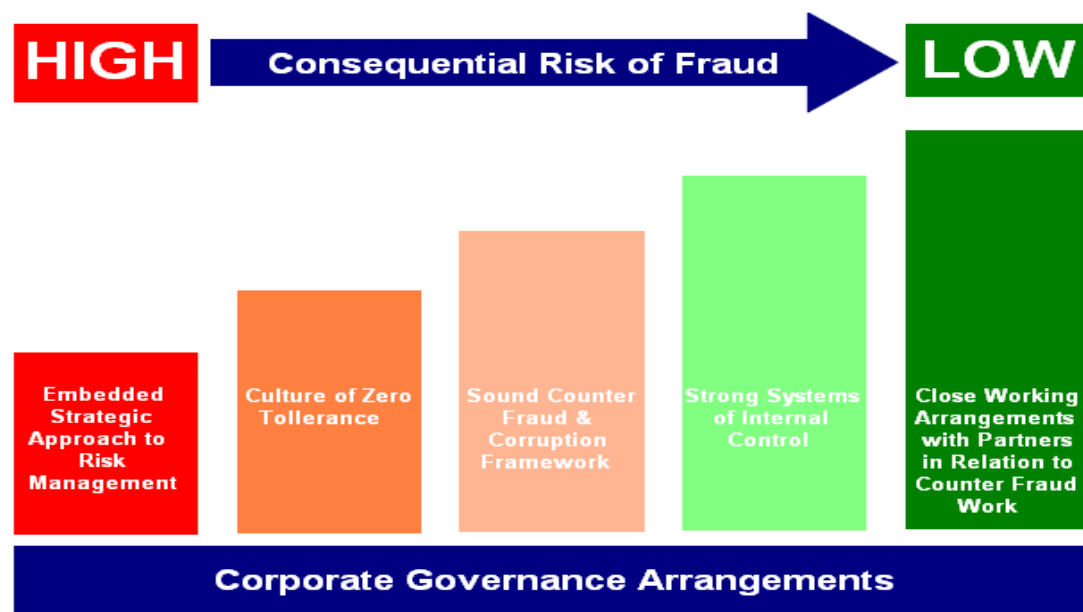 HIGH
Consequential Risk of Fraud
LOW
Embedded
Strategic
Approach to
Risk
Management
Culture of Zero
Tollerance
Sound Counter
Fraud &
Corruption
Framework
Strong Systems
of Internal
Control
Close Working
Arrangements
with Partners
in Relation to
Counter Fraud
Work
Corporate Governance Arrangements